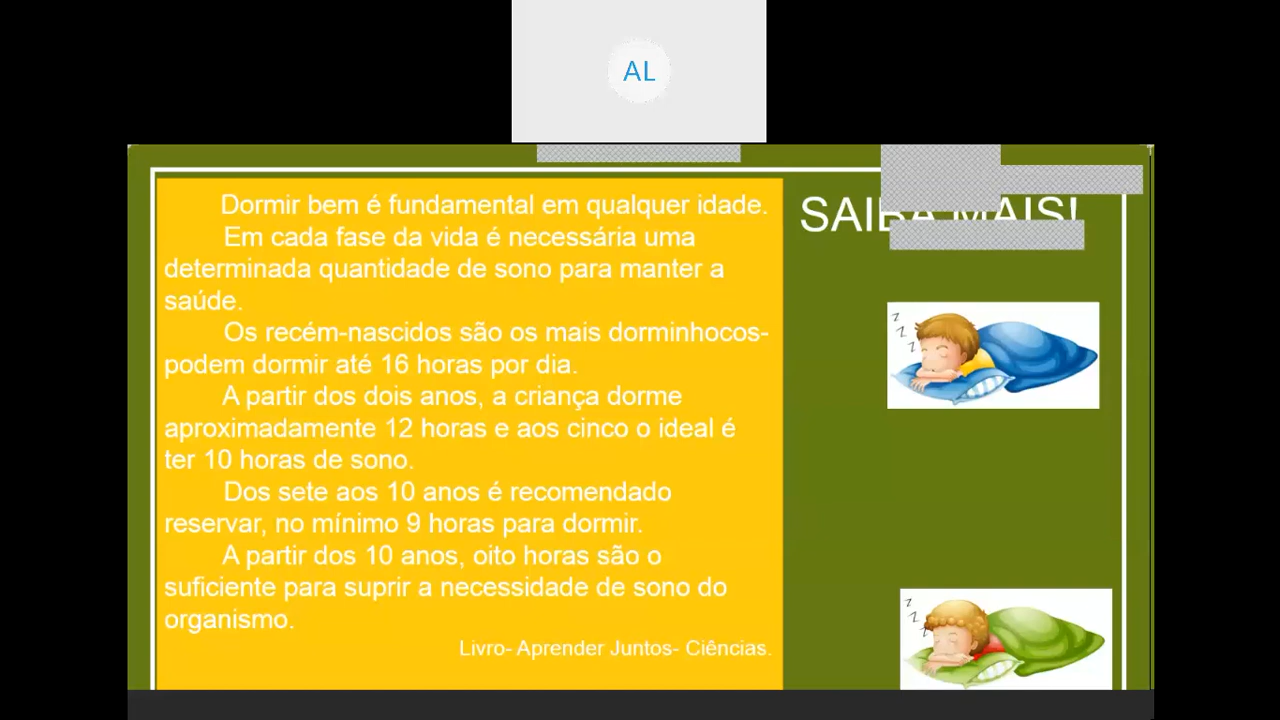 AL
Dormir bem é fundamental em qualquer idade.
Em cada fase da vida é necessária uma
determinada quantidade de sono para manter a
saúde.
Os recém-nascidos são os mais dorminhocos-
podem dormir até 16 horas por dia.
A partir dos dois anos, a criança dorme
aproximadamente 12 horas e aos cinco o ideal é
ter 10 horas de sono.
Dos sete aos 10 anos é recomendado
reservar, no mínimo 9 horas para dormir.
A partir dos 10 anos, oito horas são o
suficiente para suprir a necessidade de sono do
organismo.
Livro- Aprender Juntos- Ciências.
SAIBA MAIS!
z z z
z z z